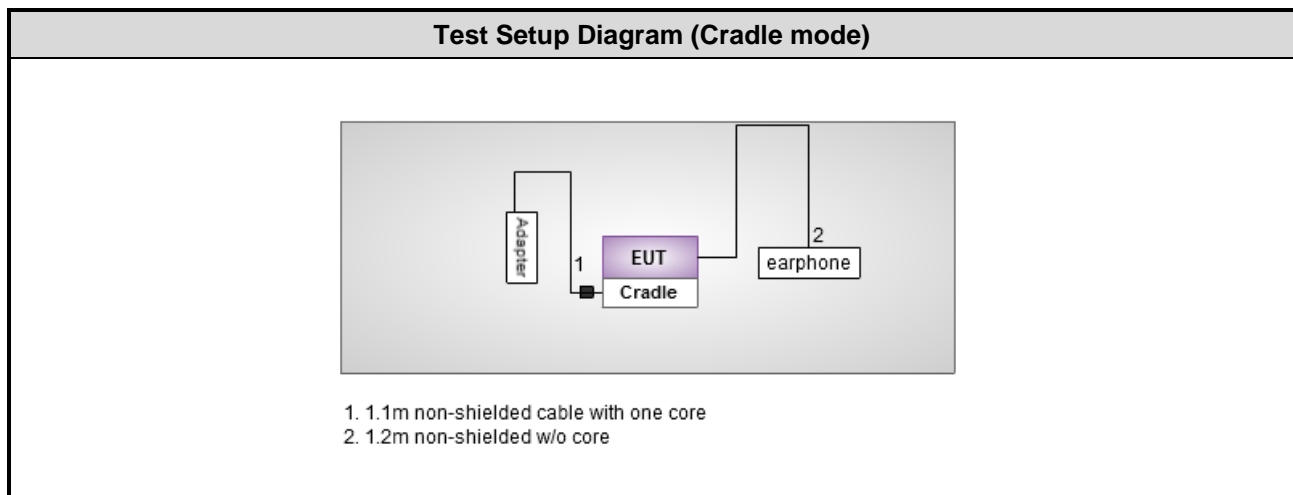 Test Setup Diagram (Cradle mode)
Adapter
1
EUT
Cradle
2
earphone
1. 1.1m non-shielded cable with one core
2. 1.2m non-shielded w/o core